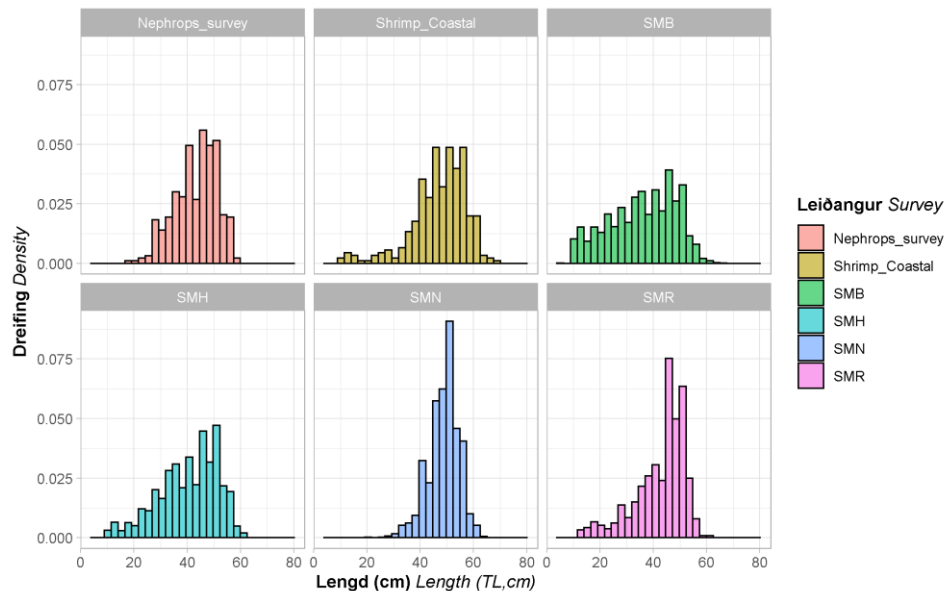 Nephrops_survey
Shrimp_Coastal
SMB
0.075
0.050
0.025
0.000
SMH
SMN
SMR
0.075
0.050
0.025
0.000
0 20 40 60 80
0 20 40 60 80
0 20 40 60 80
Dreifing Density
Lengd (cm) Length (TL,cm)
Leiðangur Survey
Nephrops_survey
Shrimp_Coastal
SMB
SMH
SMN
SMR